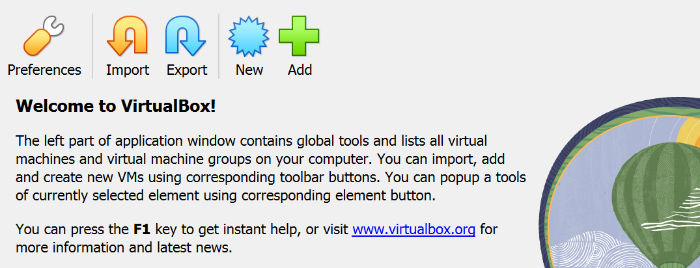 Preferences Import Export New Add
Welcome to VirtualBox!
The left part of application window contains global tools and lists all virtual
machines and virtual machine groups on your computer. You can import, add
and create new VMs using corresponding toolbar buttons. You can popup a tools
of currently selected element using corresponding element button.
You can press the F1 key to get instant help, or visit www.virtualbox.org for
more information and latest news.